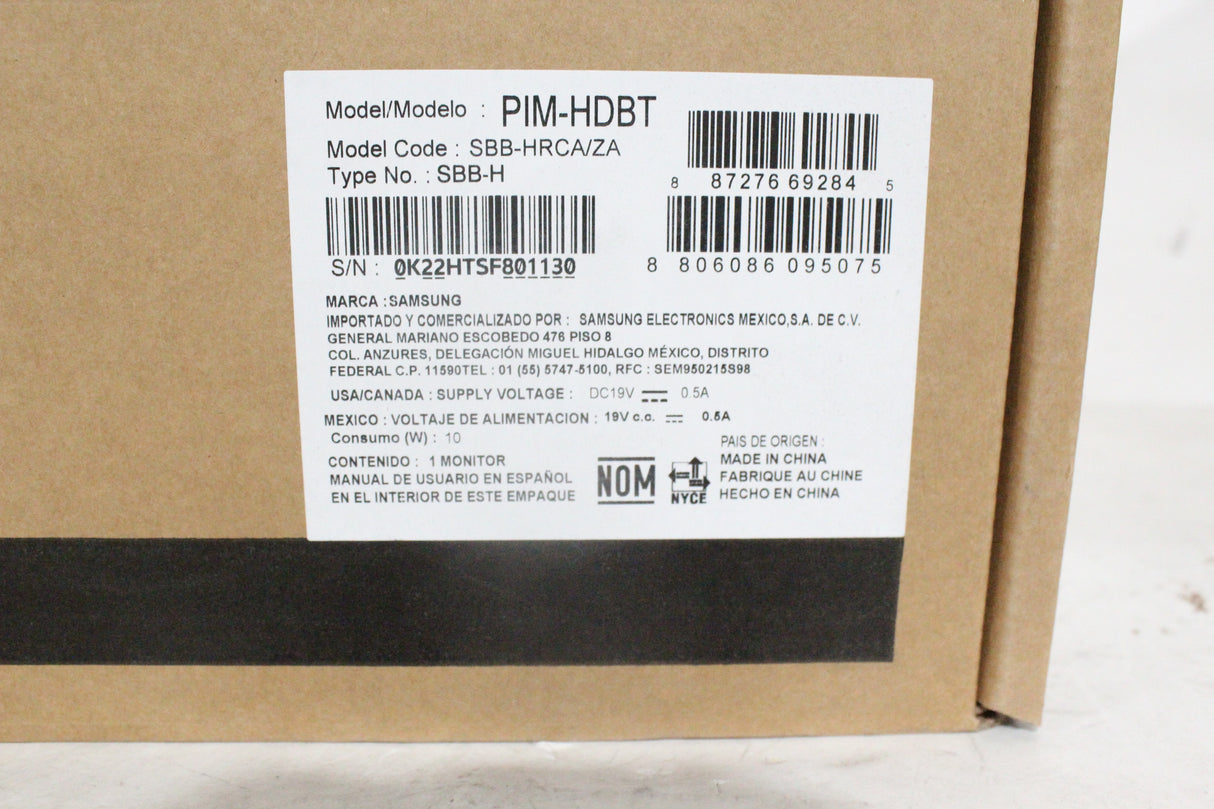 Model/Modelo : PIM-HDBT
Model Code : SBB-HRCA/ZA
Type No. : SBB-H
8 87276 69284 5
S/N : 0K22HTSF801130
8 806086 095075
MARCA : SAMSUNG
IMPORTADO Y COMERCIALIZADO POR : SAMSUNG ELECTRONICS MEXICO,S.A. DE C.V.
GENERAL MARIANO ESCOBEDO 476 PISO 8
COL. ANZURES, DELEGACIÓN MIGUEL HIDALGO MÉXICO, DISTRITO
FEDERAL C.P. 11590TEL : 01 (55) 5747-5100, RFC : SEM950215S98
USA/CANADA : SUPPLY VOLTAGE : DC19V 0.5A
MEXICO : VOLTAJE DE ALIMENTACION : 19V c.c. 0.5A
Consumo (W) : 10
CONTENIDO : 1 MONITOR
MANUAL DE USUARIO EN ESPAÑOL
EN EL INTERIOR DE ESTE EMPAQUE
NOM
NYCE
PAIS DE ORIGEN :
MADE IN CHINA
FABRIQUE AU CHINE
HECHO EN CHINA